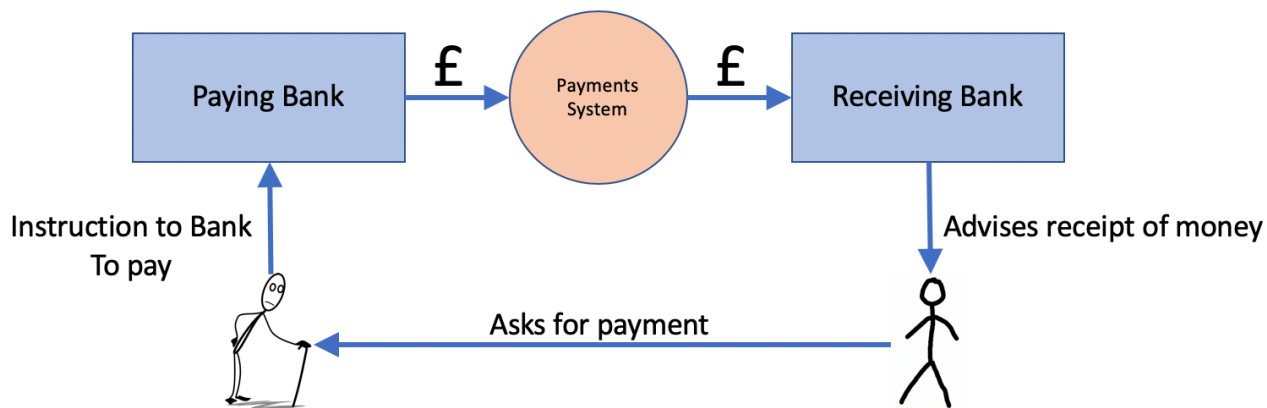 Paying Bank
£
Payments
System
£
Receiving Bank
Instruction to Bank
To pay
Advises receipt of money
Asks for payment